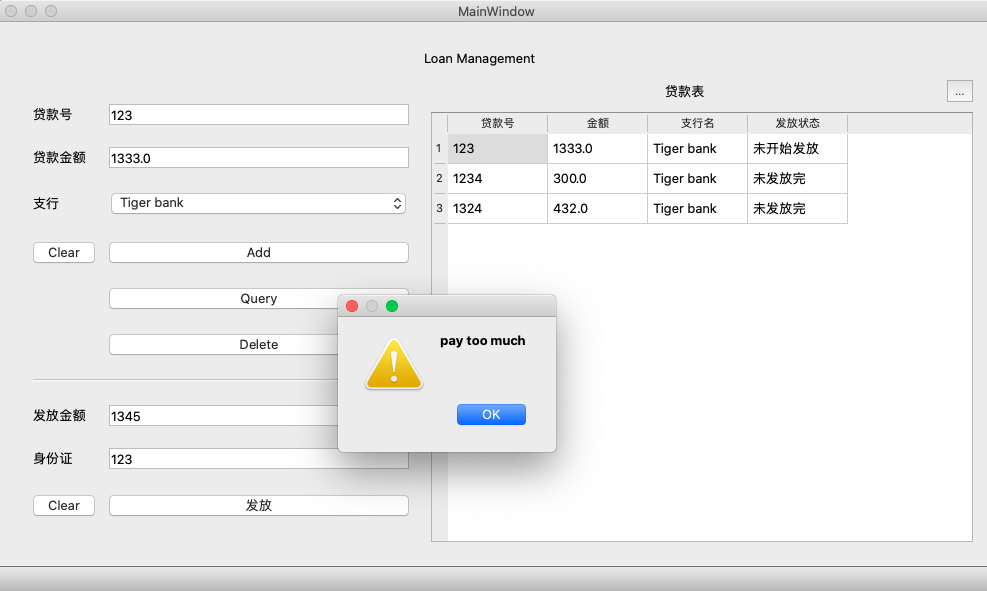 MainWindow
Loan Management
贷款表
...
贷款号 123
贷款金额 1333.0
支行 Tiger bank
Clear Add
Query
Delete
发放金额 1345
身份证 123
Clear 发放
贷款号 金额 支行名 发放状态
1 123 1333.0 Tiger bank 未开始发放
2 1234 300.0 Tiger bank 未发放完
3 1324 432.0 Tiger bank 未发放完
pay too much
OK